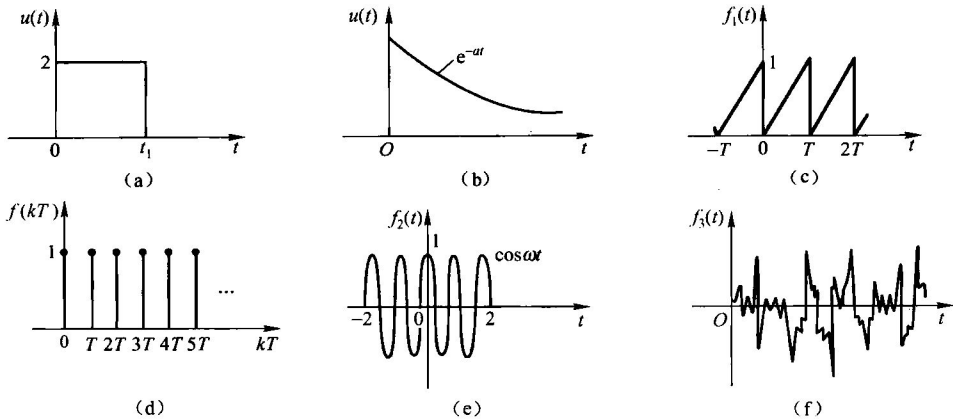 u(t)
2
0
t₁
t
(a)
u(t)
e^{-at}
O
t
(b)
f₁(t)
1
-T
0
T
2T
t
(c)
f(kT)
1
...
0
T
2T
3T
4T
5T
kT
(d)
f₂(t)
1
cosωt
-2
0
2
t
(e)
f₃(t)
O
t
(f)